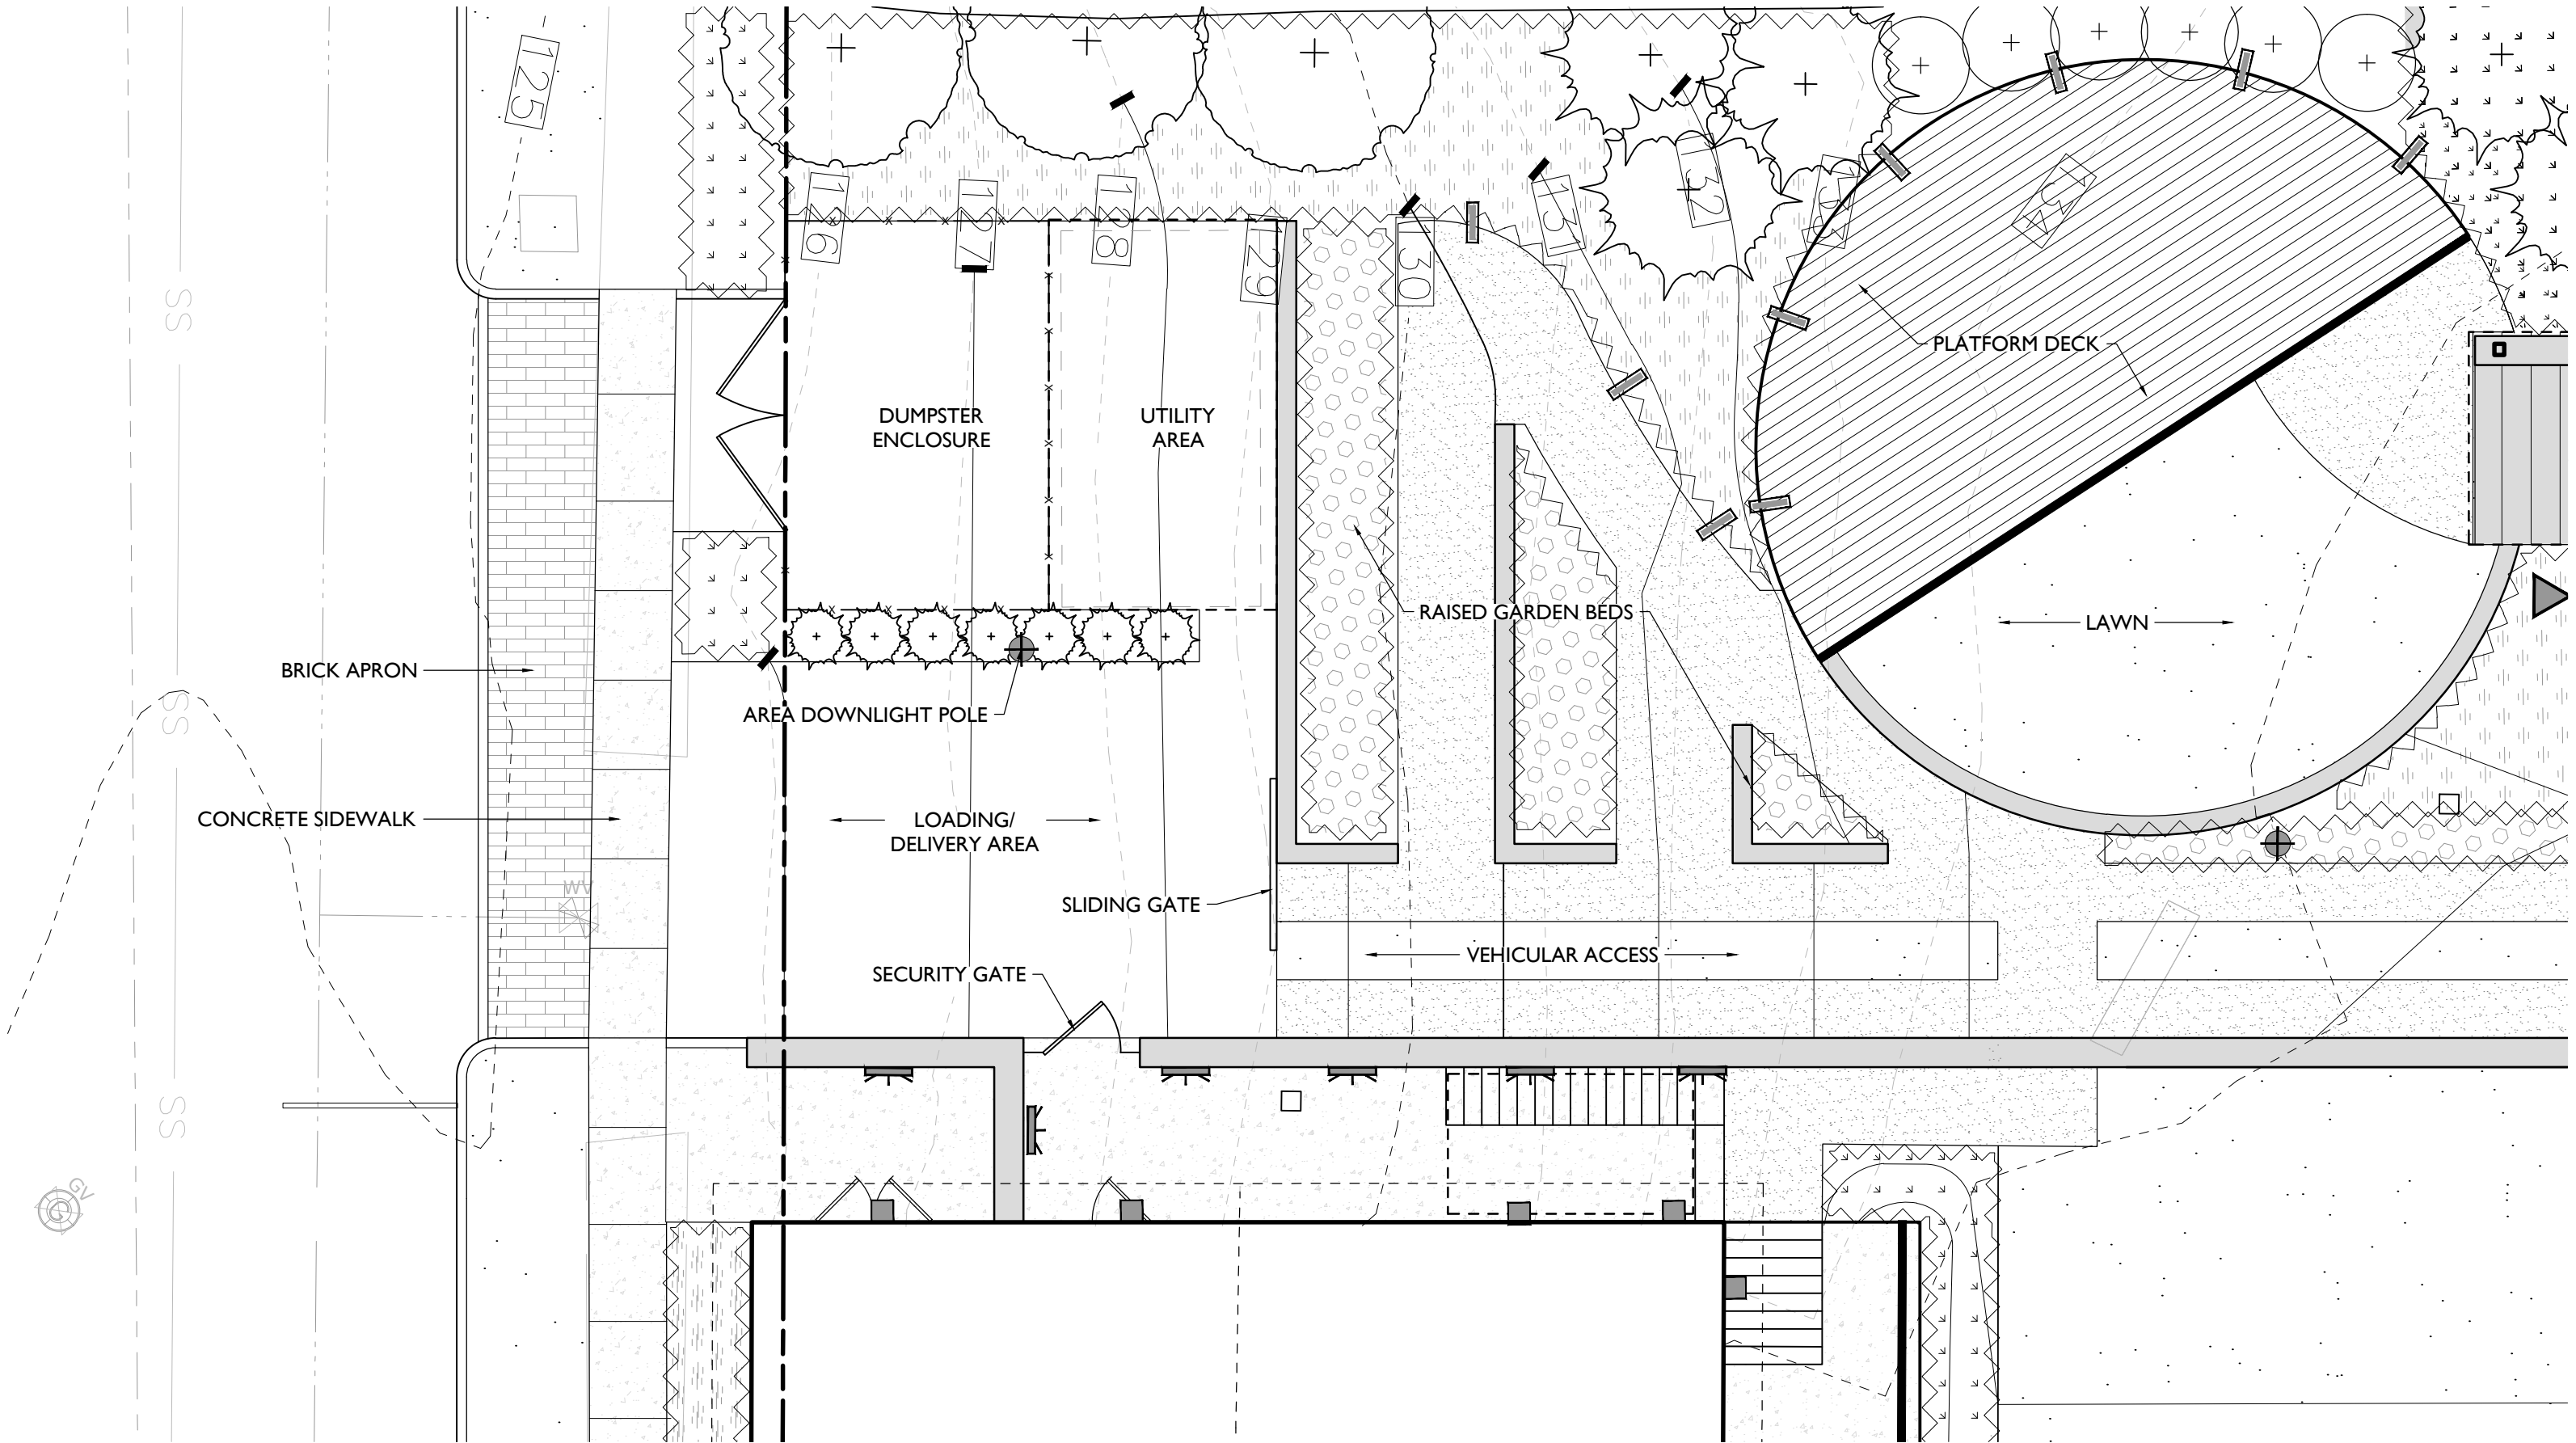 125
126
127
128
129
130
131
132
134
SS
DUMPSTER
ENCLOSURE
UTILITY
AREA
PLATFORM DECK
RAISED GARDEN BEDS
LAWN
BRICK APRON
SS
AREA DOWNLIGHT POLE
CONCRETE SIDEWALK
LOADING/
DELIVERY AREA
WV
SLIDING GATE
VEHICULAR ACCESS
SECURITY GATE
SS
GV
G